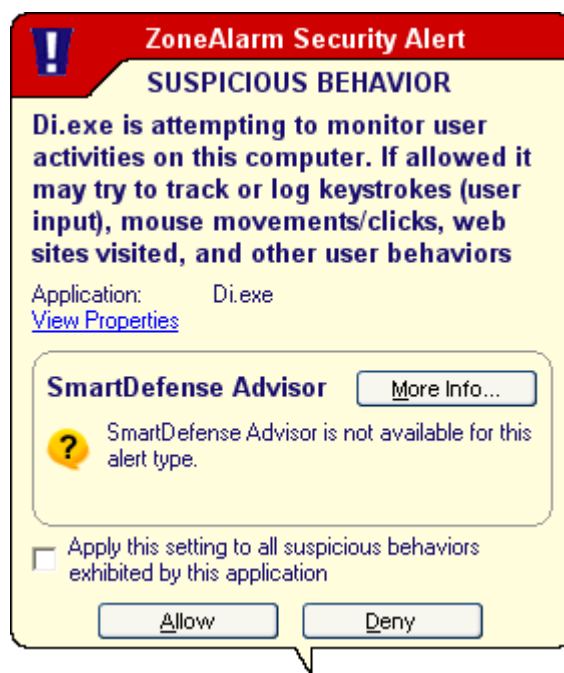 ZoneAlarm Security Alert
SUSPICIOUS BEHAVIOR
Di.exe is attempting to monitor user
activities on this computer. If allowed it
may try to track or log keystrokes (user
input), mouse movements/clicks, web
sites visited, and other user behaviors
Application: Di.exe
View Properties
SmartDefense Advisor More Info...
SmartDefense Advisor is not available for this
alert type.
Apply this setting to all suspicious behaviors
exhibited by this application
Allow Deny